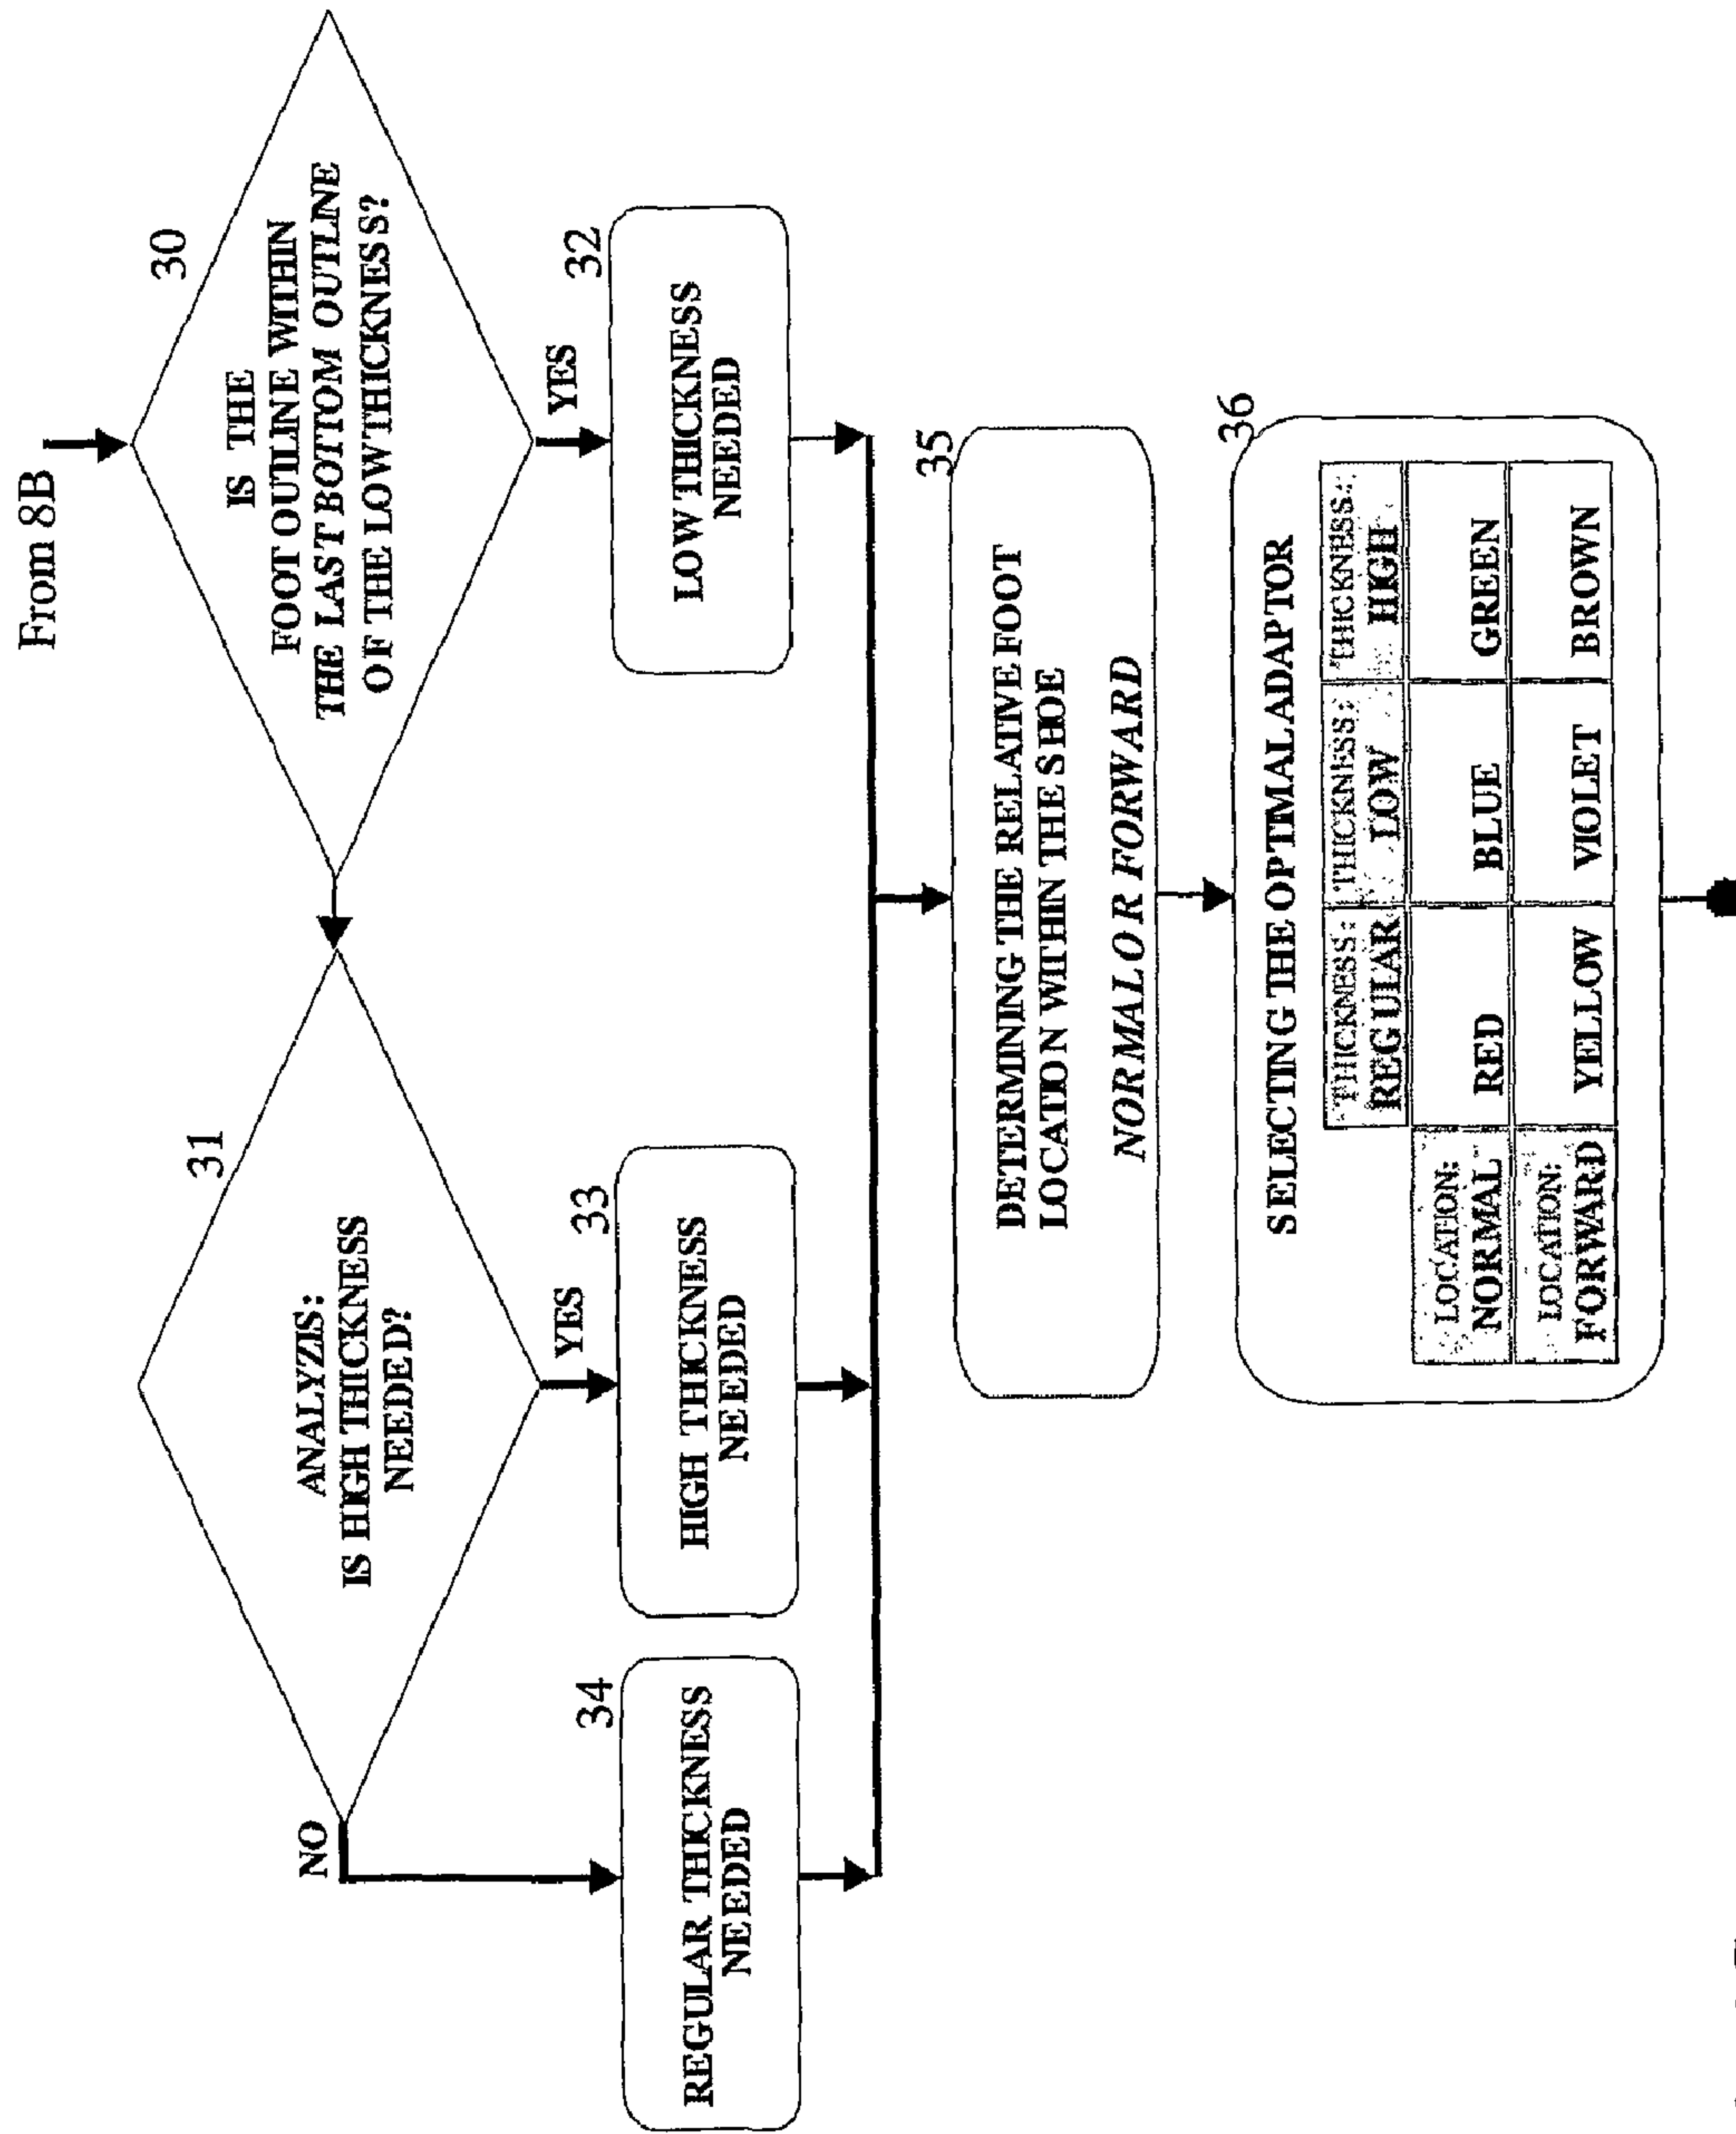 From 8B
30
IS THE
FOOT OUTLINE WITHIN
THE LAST BOTTOM OUTLINE
OF THE LOW THICKNESS?
YES
32
LOW THICKNESS
NEEDED
31
ANALYZIS:
IS HIGH THICKNESS
NEEDED?
YES
33
HIGH THICKNESS
NEEDED
NO
34
REGULAR THICKNESS
NEEDED
35
DETERMINING THE RELATIVE FOOT
LOCATION WITHIN THE SHOE
NORMAL OR FORWARD
36
SELECTING THE OPTIMAL ADAPTOR
THICKNESS: THICKNESS: THICKNESS:
REGULAR LOW HIGH
LOCATION:
NORMAL RED BLUE GREEN
LOCATION:
FORWARD YELLOW VIOLET BROWN